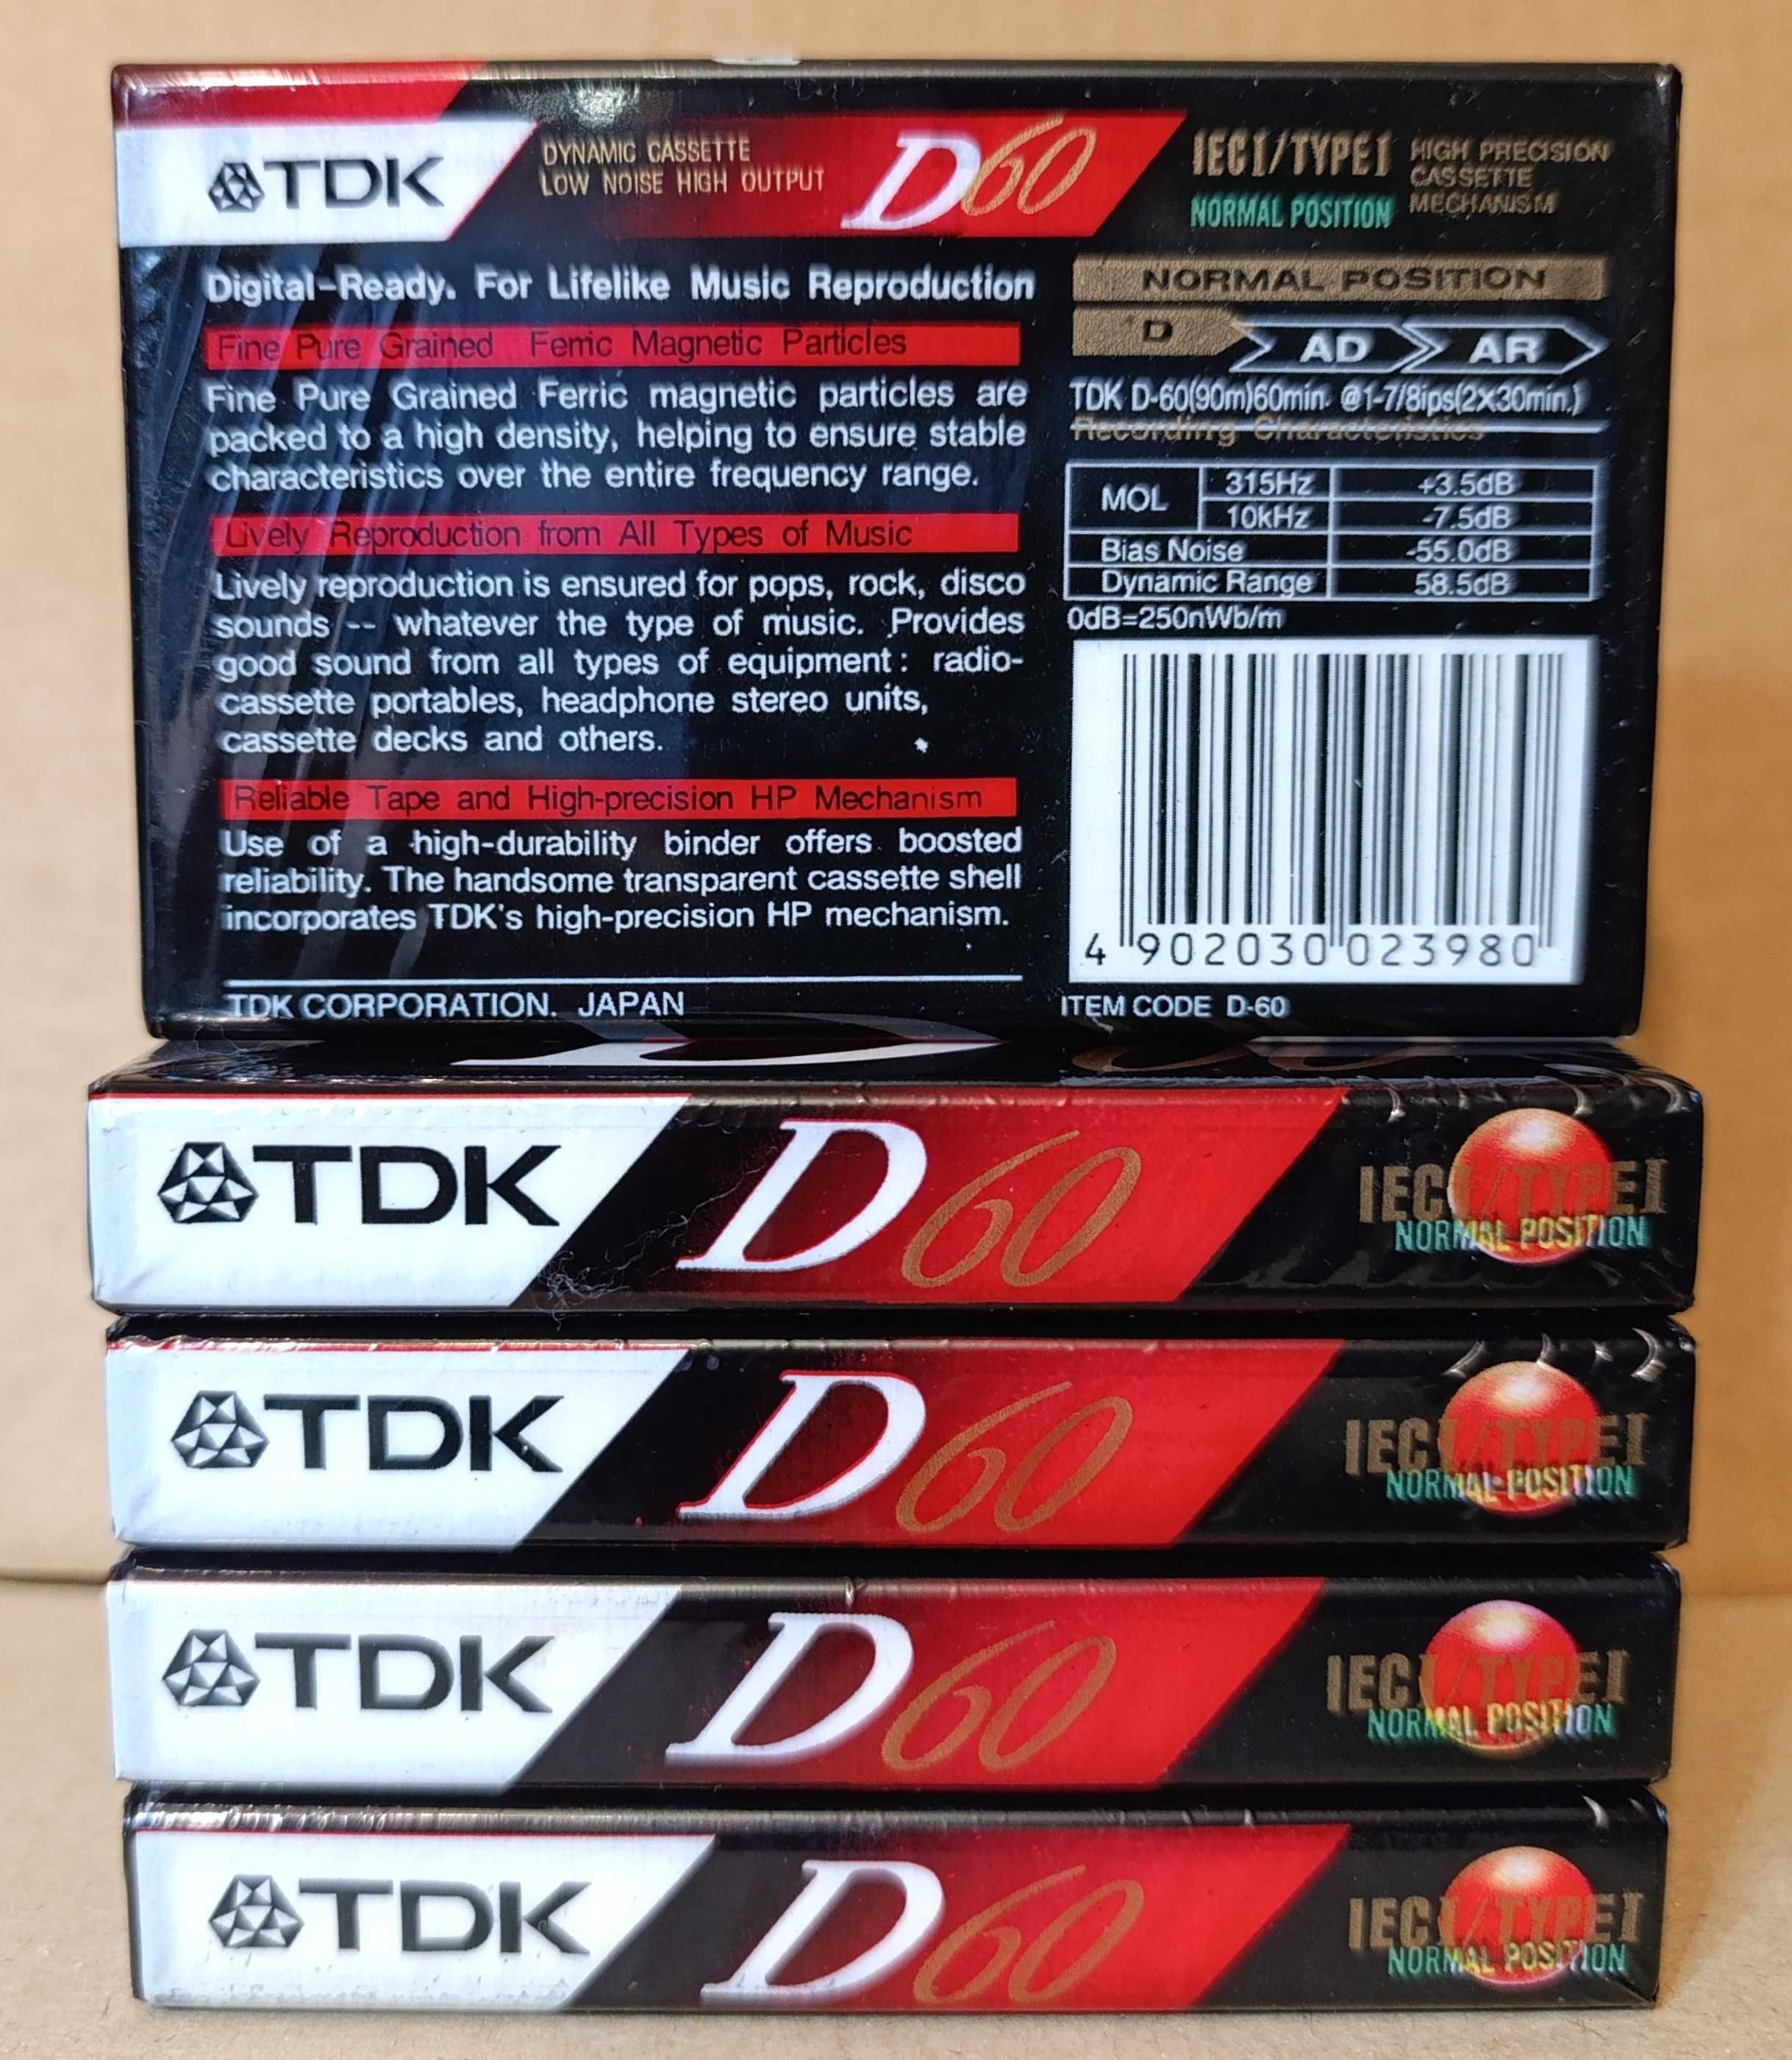 TDK
DYNAMIC CASSETTE
LOW NOISE HIGH OUTPUT
D60
IECI/TYPEI
NORMAL POSITION
HIGH PRECISION
CASSETTE
MECHANISM
Digital-Ready. For Lifelike Music Reproduction
Fine Pure Grained Ferric Magnetic Particles
Fine Pure Grained Ferric magnetic particles are
packed to a high density, helping to ensure stable
characteristics over the entire frequency range.
Lively Reproduction from All Types of Music
Lively reproduction is ensured for pops, rock, disco
sounds -- whatever the type of music. Provides
good sound from all types of equipment: radio-
cassette portables, headphone stereo units,
cassette decks and others.
Reliable Tape and High-precision HP Mechanism
Use of a high-durability binder offers boosted
reliability. The handsome transparent cassette shell
incorporates TDK's high-precision HP mechanism.
TDK CORPORATION. JAPAN
NORMAL POSITION
D AD AR
TDK D-60(90m)60min. @1-7/8ips(2x30min.)
Recording Characteristics
MOL 315Hz +3.5dB
10kHz -7.5dB
Bias Noise -55.0dB
Dynamic Range 58.5dB
0dB=250nWb/m
4 902030 023980
ITEM CODE D-60
TDK D60 IECI/TYPEI
NORMAL POSITION
TDK D60 IECI/TYPEI
NORMAL POSITION
TDK D60 IECI/TYPEI
NORMAL POSITION
TDK D60 IECI/TYPEI
NORMAL POSITION